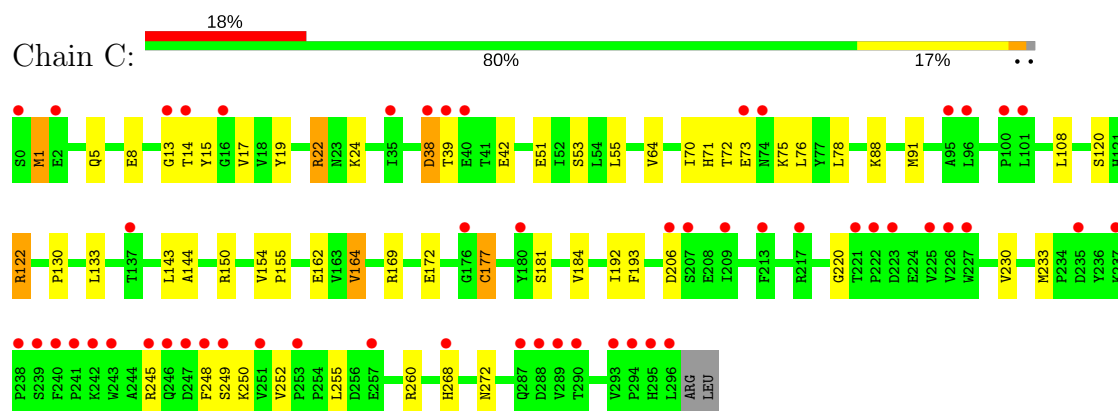 18%
Chain C:
80% 17% • •
S0 M1 E2 Q5 E8 G13 T14 Y15 G16 V17 V18 Y19 R22 N23 K24 I35 D38 T39 E40 I41 E42 E51 I52 S53 L54 L55 V64 I70 H71 T72 E73 N74 K75 L76 Y77 L78 K88 M91 A95 L96 P100 L101 L108 S120 H121
R122 P130 L133 T137 L143 A144 R150 V154 P155 E162 V163 V164 R169 E172 G176 C177 Y180 S181 V184 I192 F193 D206 S207 E208 I209 F213 R217 G220 T221 P222 D223 E224 V225 V226 W227 V230 M233 P234 D235 Y236 K237
P238 S239 F240 P241 K242 W243 A244 R245 Q246 D247 F248 S249 K250 V251 V252 P253 P254 L255 D256 E257 R260 H268 N272 Q287 D288 V289 T290 V293 P294 H295 L296 ARG LEU